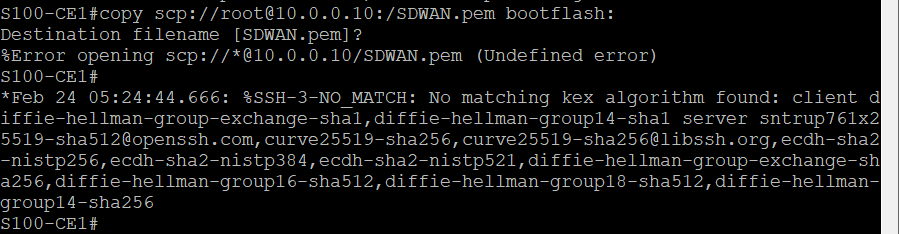 S100-CE1#copy scp://root@10.0.0.10:/SDWAN.pem bootflash:
Destination filename [SDWAN.pem]?
%Error opening scp://*@10.0.0.10/SDWAN.pem (Undefined error)
S100-CE1#
*Feb 24 05:24:44.666: %SSH-3-NO_MATCH: No matching kex algorithm found: client d
iffie-hellman-group-exchange-sha1,diffie-hellman-group14-sha1 server sntrup761x2
5519-sha512@openssh.com,curve25519-sha256,curve25519-sha256@libssh.org,ecdh-sha2
-nistp256,ecdh-sha2-nistp384,ecdh-sha2-nistp521,diffie-hellman-group-exchange-sh
a256,diffie-hellman-group16-sha512,diffie-hellman-group18-sha512,diffie-hellman-
group14-sha256
S100-CE1#